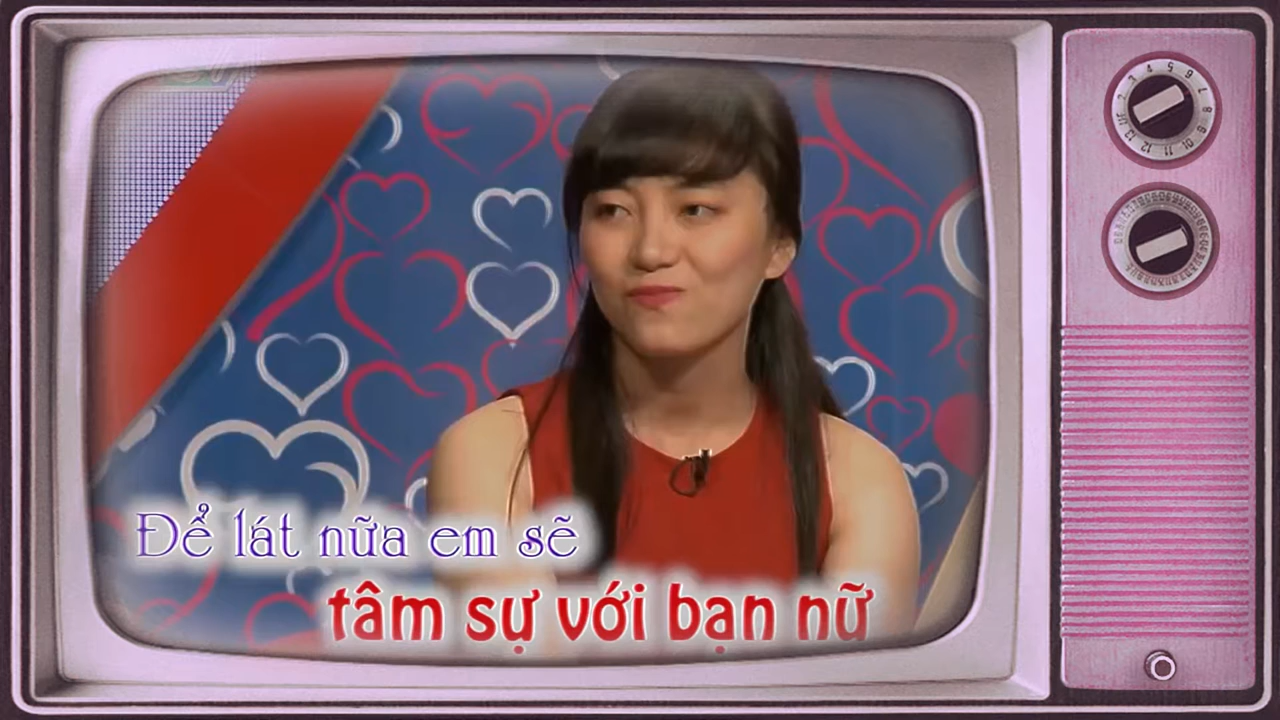 Để lát nữa em sẽ
tâm sự với bạn nữ